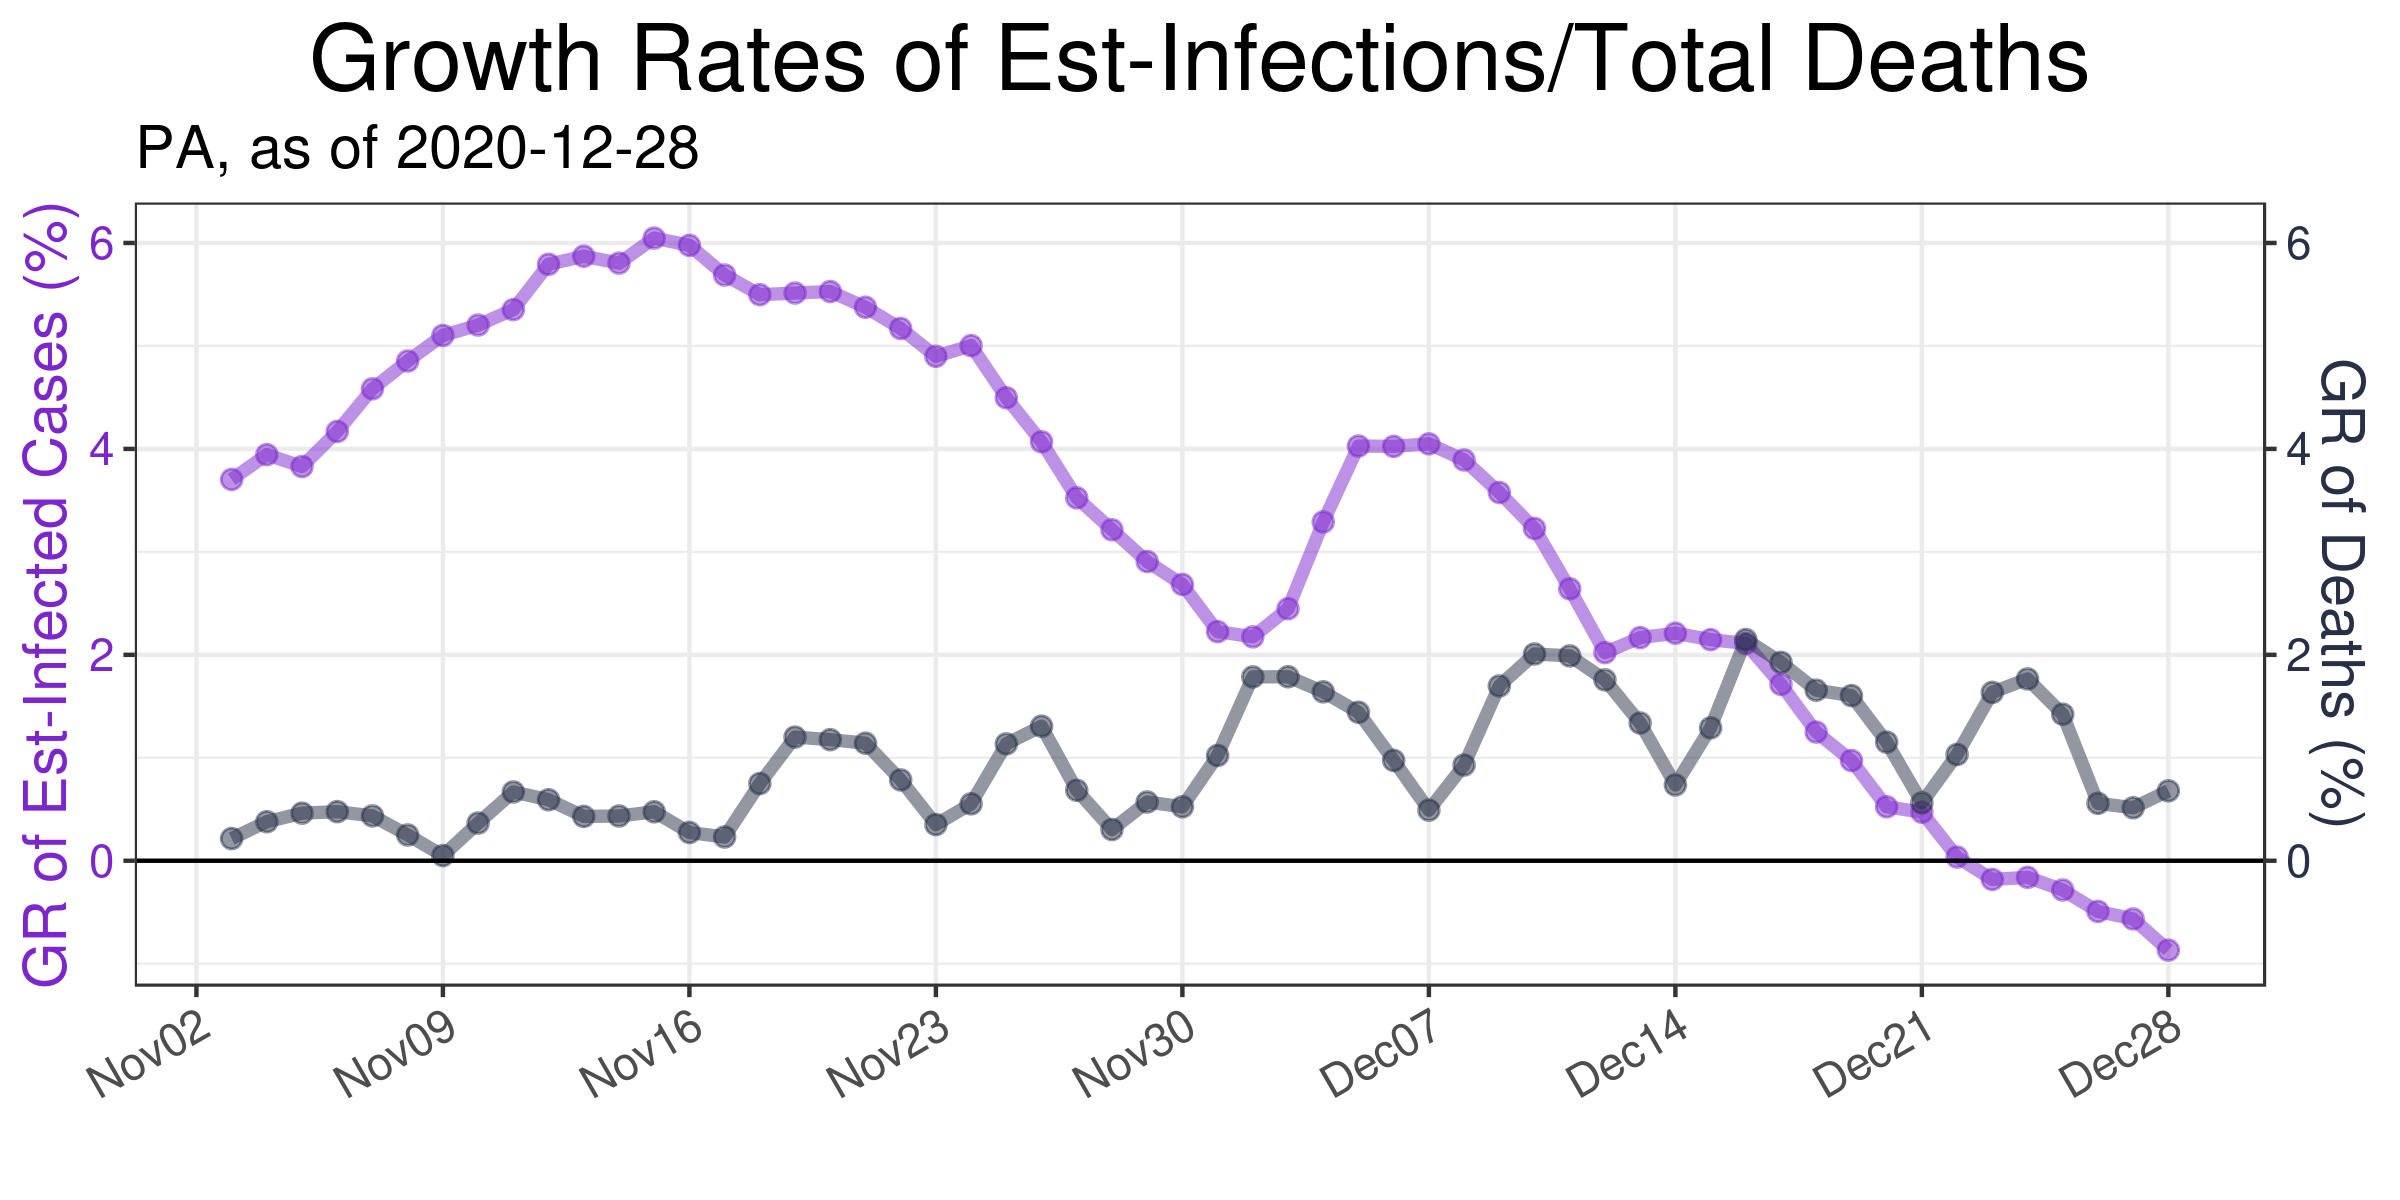 Growth Rates of Est-Infections/Total Deaths
PA, as of 2020-12-28
GR of Est-Infected Cases (%)
6
4
2
0
6
4
2
0
GR of Deaths (%)
Nov02
Nov09
Nov16
Nov23
Nov30
Dec07
Dec14
Dec21
Dec28